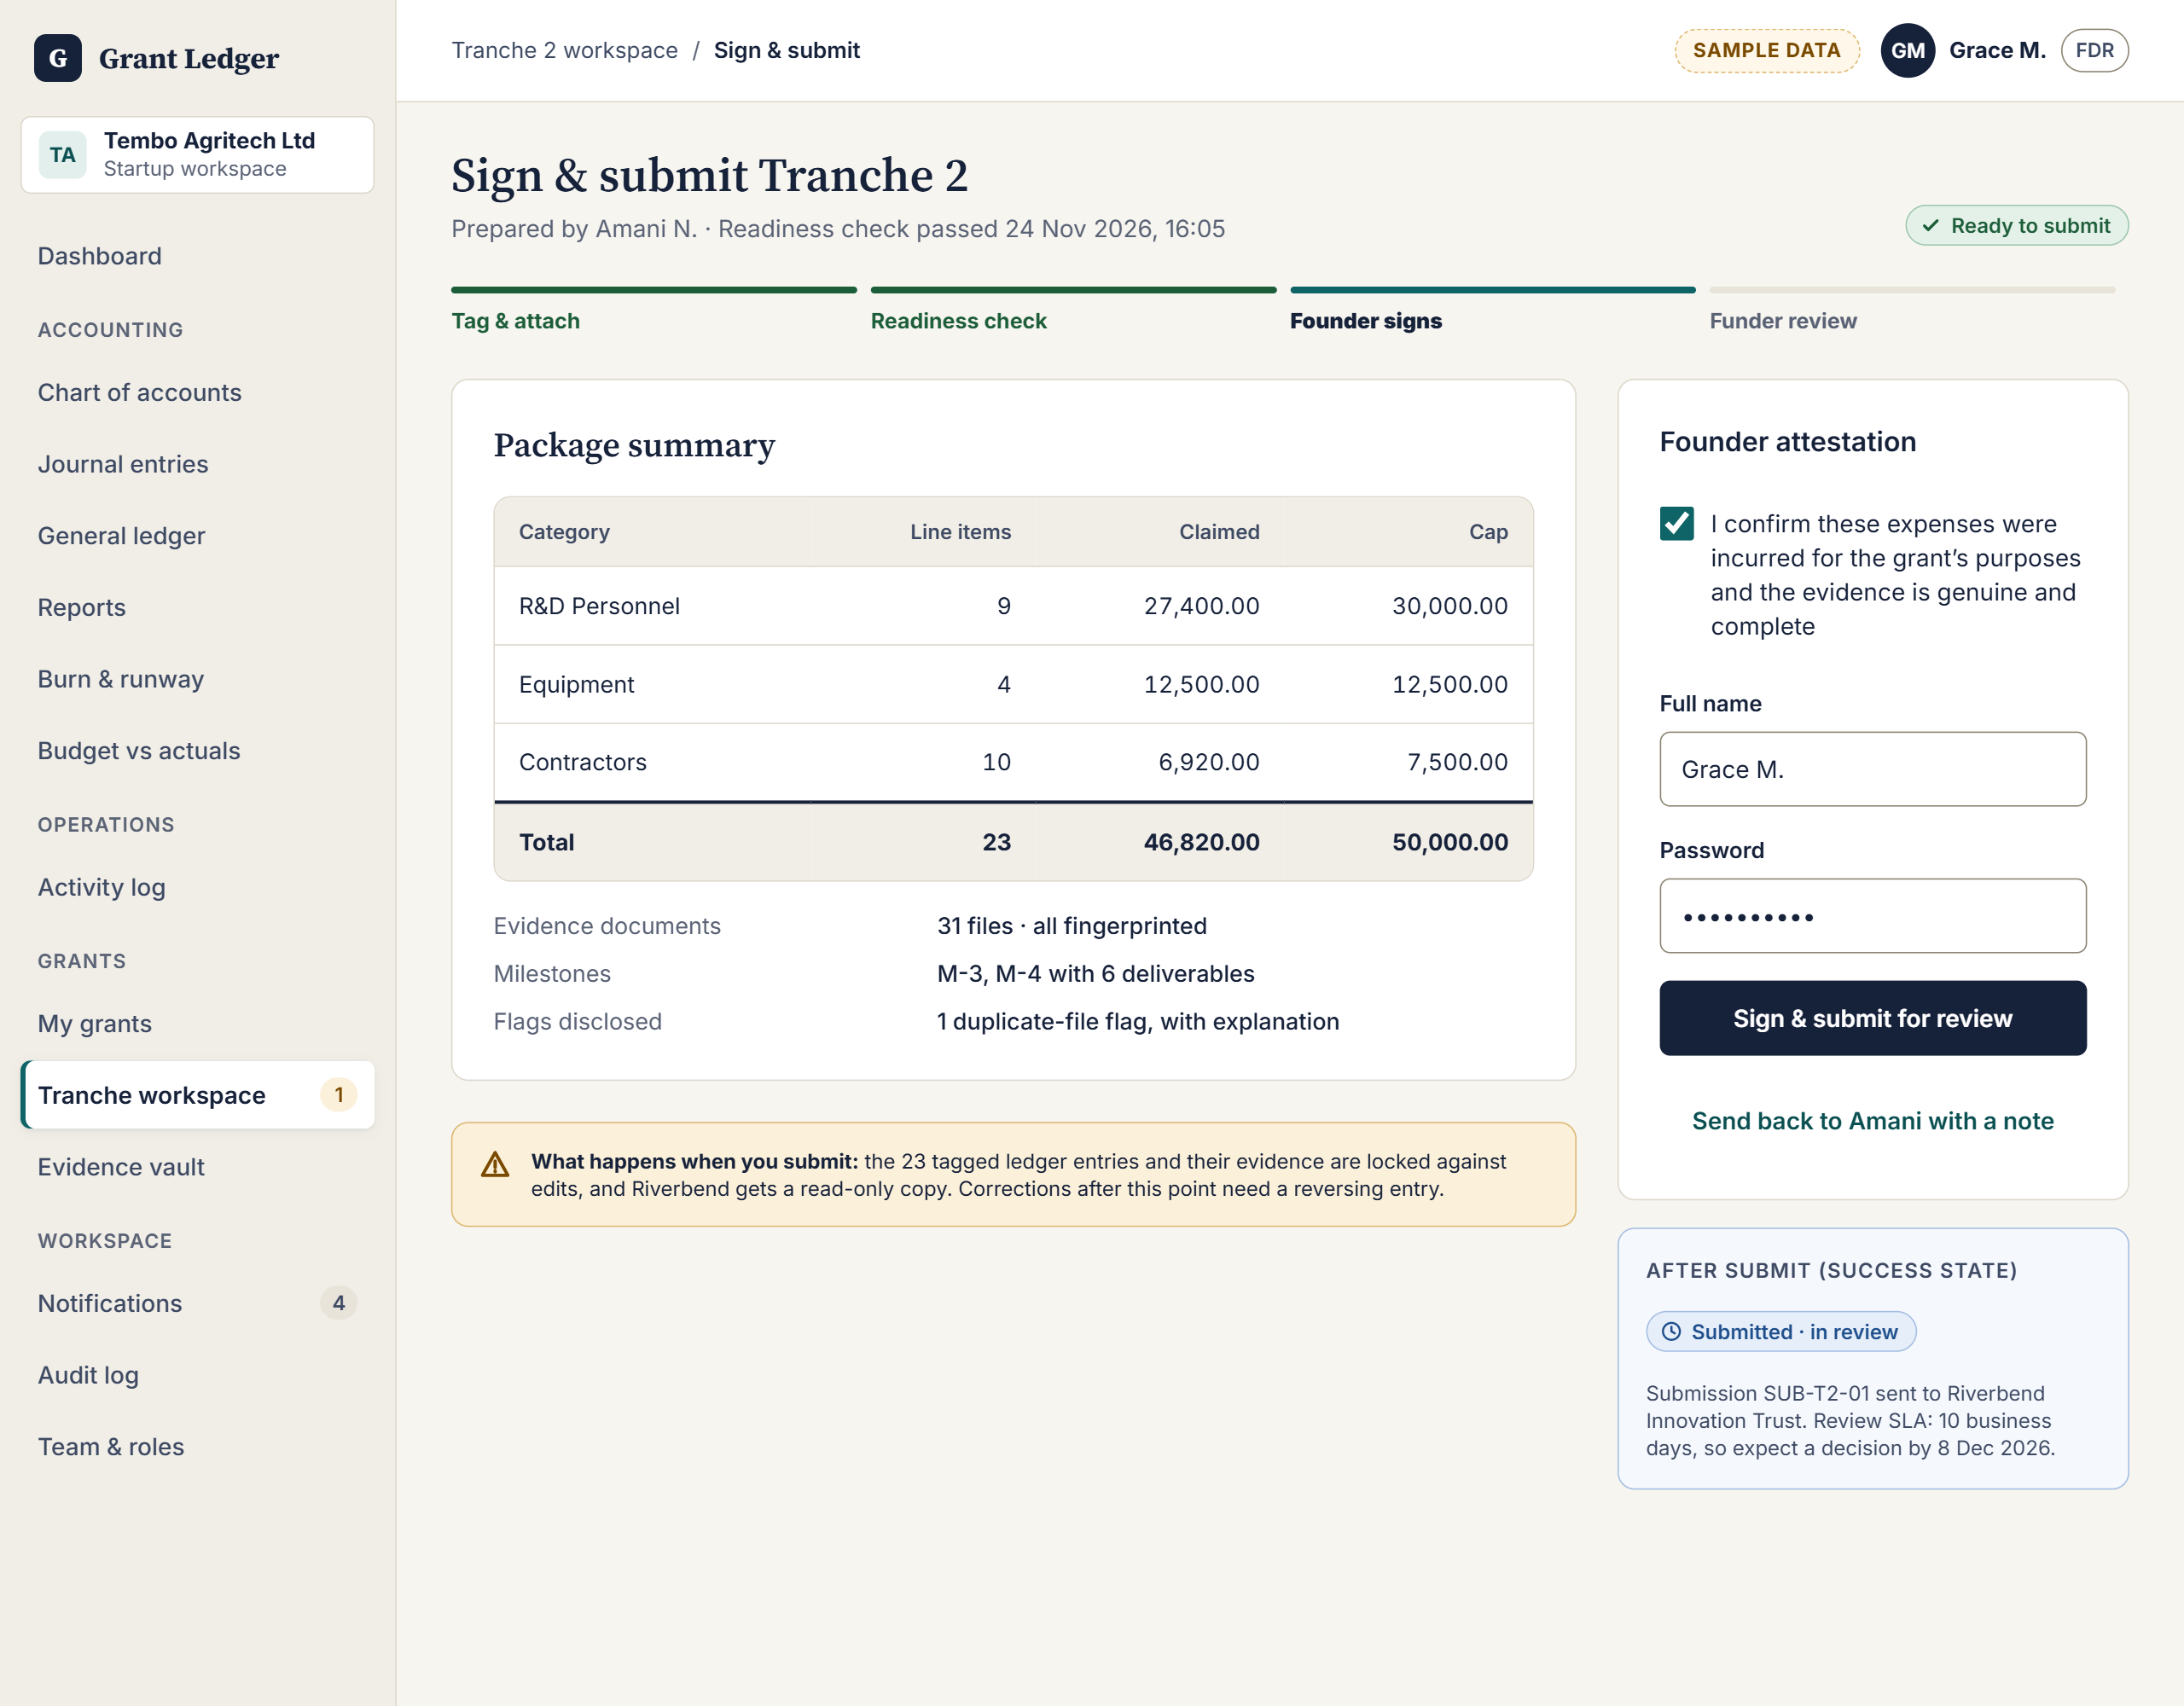 G Grant Ledger
TA Tembo Agritech Ltd
Startup workspace
Dashboard
ACCOUNTING
Chart of accounts
Journal entries
General ledger
Reports
Burn & runway
Budget vs actuals
OPERATIONS
Activity log
GRANTS
My grants
Tranche workspace 1
Evidence vault
WORKSPACE
Notifications 4
Audit log
Team & roles
Tranche 2 workspace / Sign & submit
SAMPLE DATA GM Grace M. FDR
Sign & submit Tranche 2
Prepared by Amani N. · Readiness check passed 24 Nov 2026, 16:05
Ready to submit
Tag & attach Readiness check Founder signs Funder review
Package summary
Category Line items Claimed Cap
R&D Personnel 9 27,400.00 30,000.00
Equipment 4 12,500.00 12,500.00
Contractors 10 6,920.00 7,500.00
Total 23 46,820.00 50,000.00
Evidence documents 31 files · all fingerprinted
Milestones M-3, M-4 with 6 deliverables
Flags disclosed 1 duplicate-file flag, with explanation
What happens when you submit: the 23 tagged ledger entries and their evidence are locked against
edits, and Riverbend gets a read-only copy. Corrections after this point need a reversing entry.
Founder attestation
I confirm these expenses were
incurred for the grant’s purposes
and the evidence is genuine and
complete
Full name
Grace M.
Password
••••••••••
Sign & submit for review
Send back to Amani with a note
AFTER SUBMIT (SUCCESS STATE)
Submitted · in review
Submission SUB-T2-01 sent to Riverbend
Innovation Trust. Review SLA: 10 business
days, so expect a decision by 8 Dec 2026.